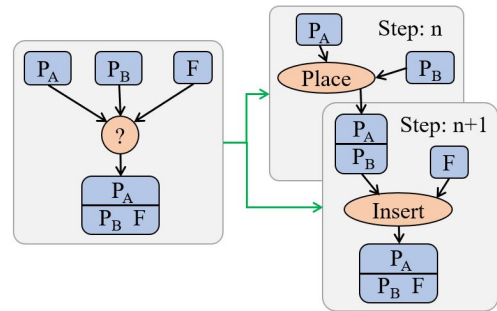 P_A P_B F
?
P_A
P_B F
Step: n
P_A
Place P_B
P_A
P_B
Step: n+1
F
Insert
P_A
P_B F